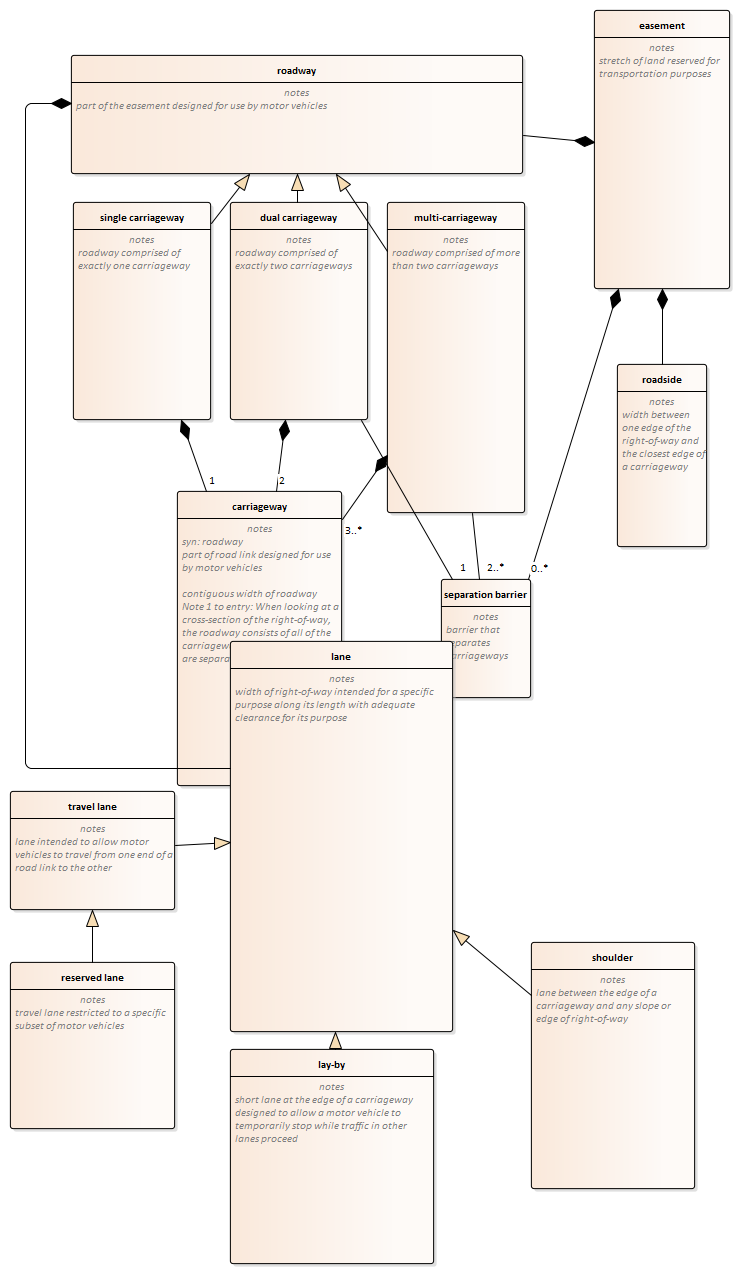 easement
notes
stretch of land reserved for
transportation purposes
roadway
notes
part of the easement designed for use by motor vehicles
single carriageway
notes
roadway comprised of
exactly one carriageway
dual carriageway
notes
roadway comprised of
exactly two carriageways
multi-carriageway
notes
roadway comprised of more
than two carriageways
roadside
notes
width between
one edge of the
right-of-way and
the closest edge of
a carriageway
1
2
3..*
1
2..*
0..*
carriageway
notes
syn: roadway
part of road link designed for use
by motor vehicles
contiguous width of roadway
Note 1 to entry: When looking at a
cross-section of the right-of-way,
the roadway consists of all of the
are
separation barrier
notes
barrier that
lane
notes
width of right-of-way intended for a specific
purpose along its length with adequate
clearance for its purpose
travel lane
notes
lane intended to allow motor
vehicles to travel from one end of a
road link to the other
reserved lane
notes
travel lane restricted to a specific
subset of motor vehicles
shoulder
notes
lane between the edge of a
carriageway and any slope or
edge of right-of-way
lay-by
notes
short lane at the edge of a carriageway
designed to allow a motor vehicle to
temporarily stop while traffic in other
lanes proceed